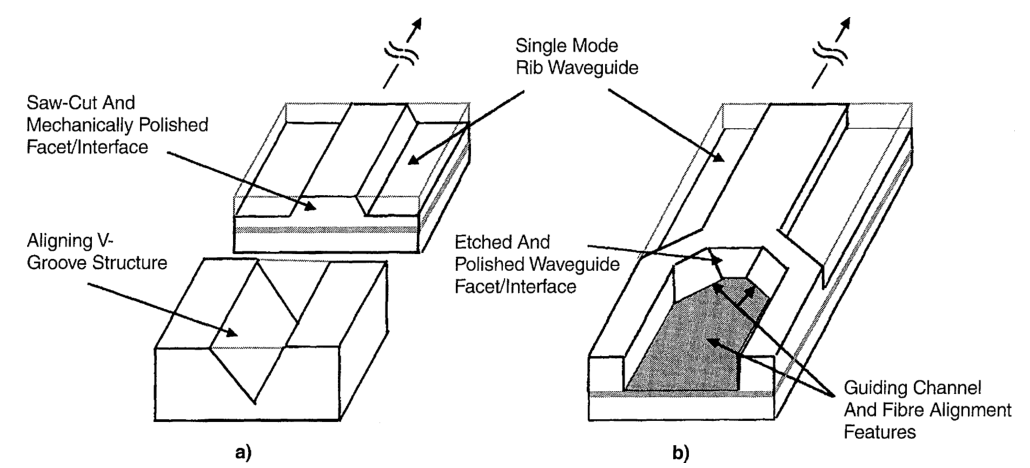 Single Mode
Rib Waveguide
Saw-Cut And
Mechanically Polished
Facet/Interface
Aligning V-
Groove Structure
Etched And
Polished Waveguide
Facet/Interface
Guiding Channel
And Fibre Alignment
Features
a)
b)